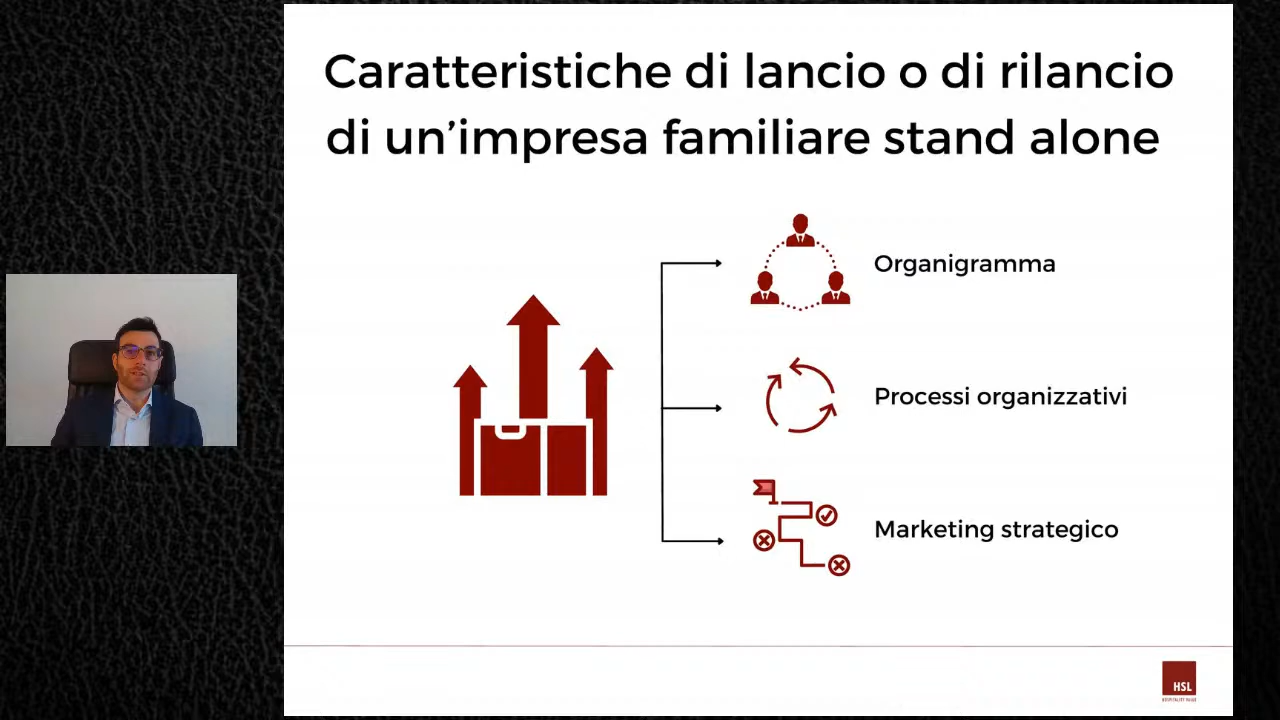 Caratteristiche di lancio o di rilancio
di un’impresa familiare stand alone
Organigramma
Processi organizzativi
Marketing strategico
HSL